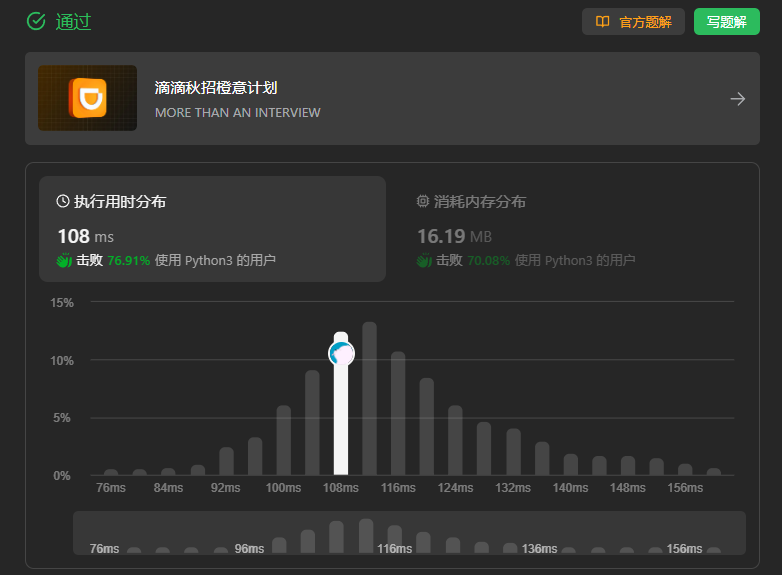 通过
官方题解
写题解
滴滴秋招橙意计划
MORE THAN AN INTERVIEW
执行用时分布
108 ms
击败 76.91% 使用 Python3 的用户
消耗内存分布
16.19 MB
击败 70.08% 使用 Python3 的用户
15%
10%
5%
0%
76ms 84ms 92ms 100ms 108ms 116ms 124ms 132ms 140ms 148ms 156ms
76ms 96ms 116ms 136ms 156ms